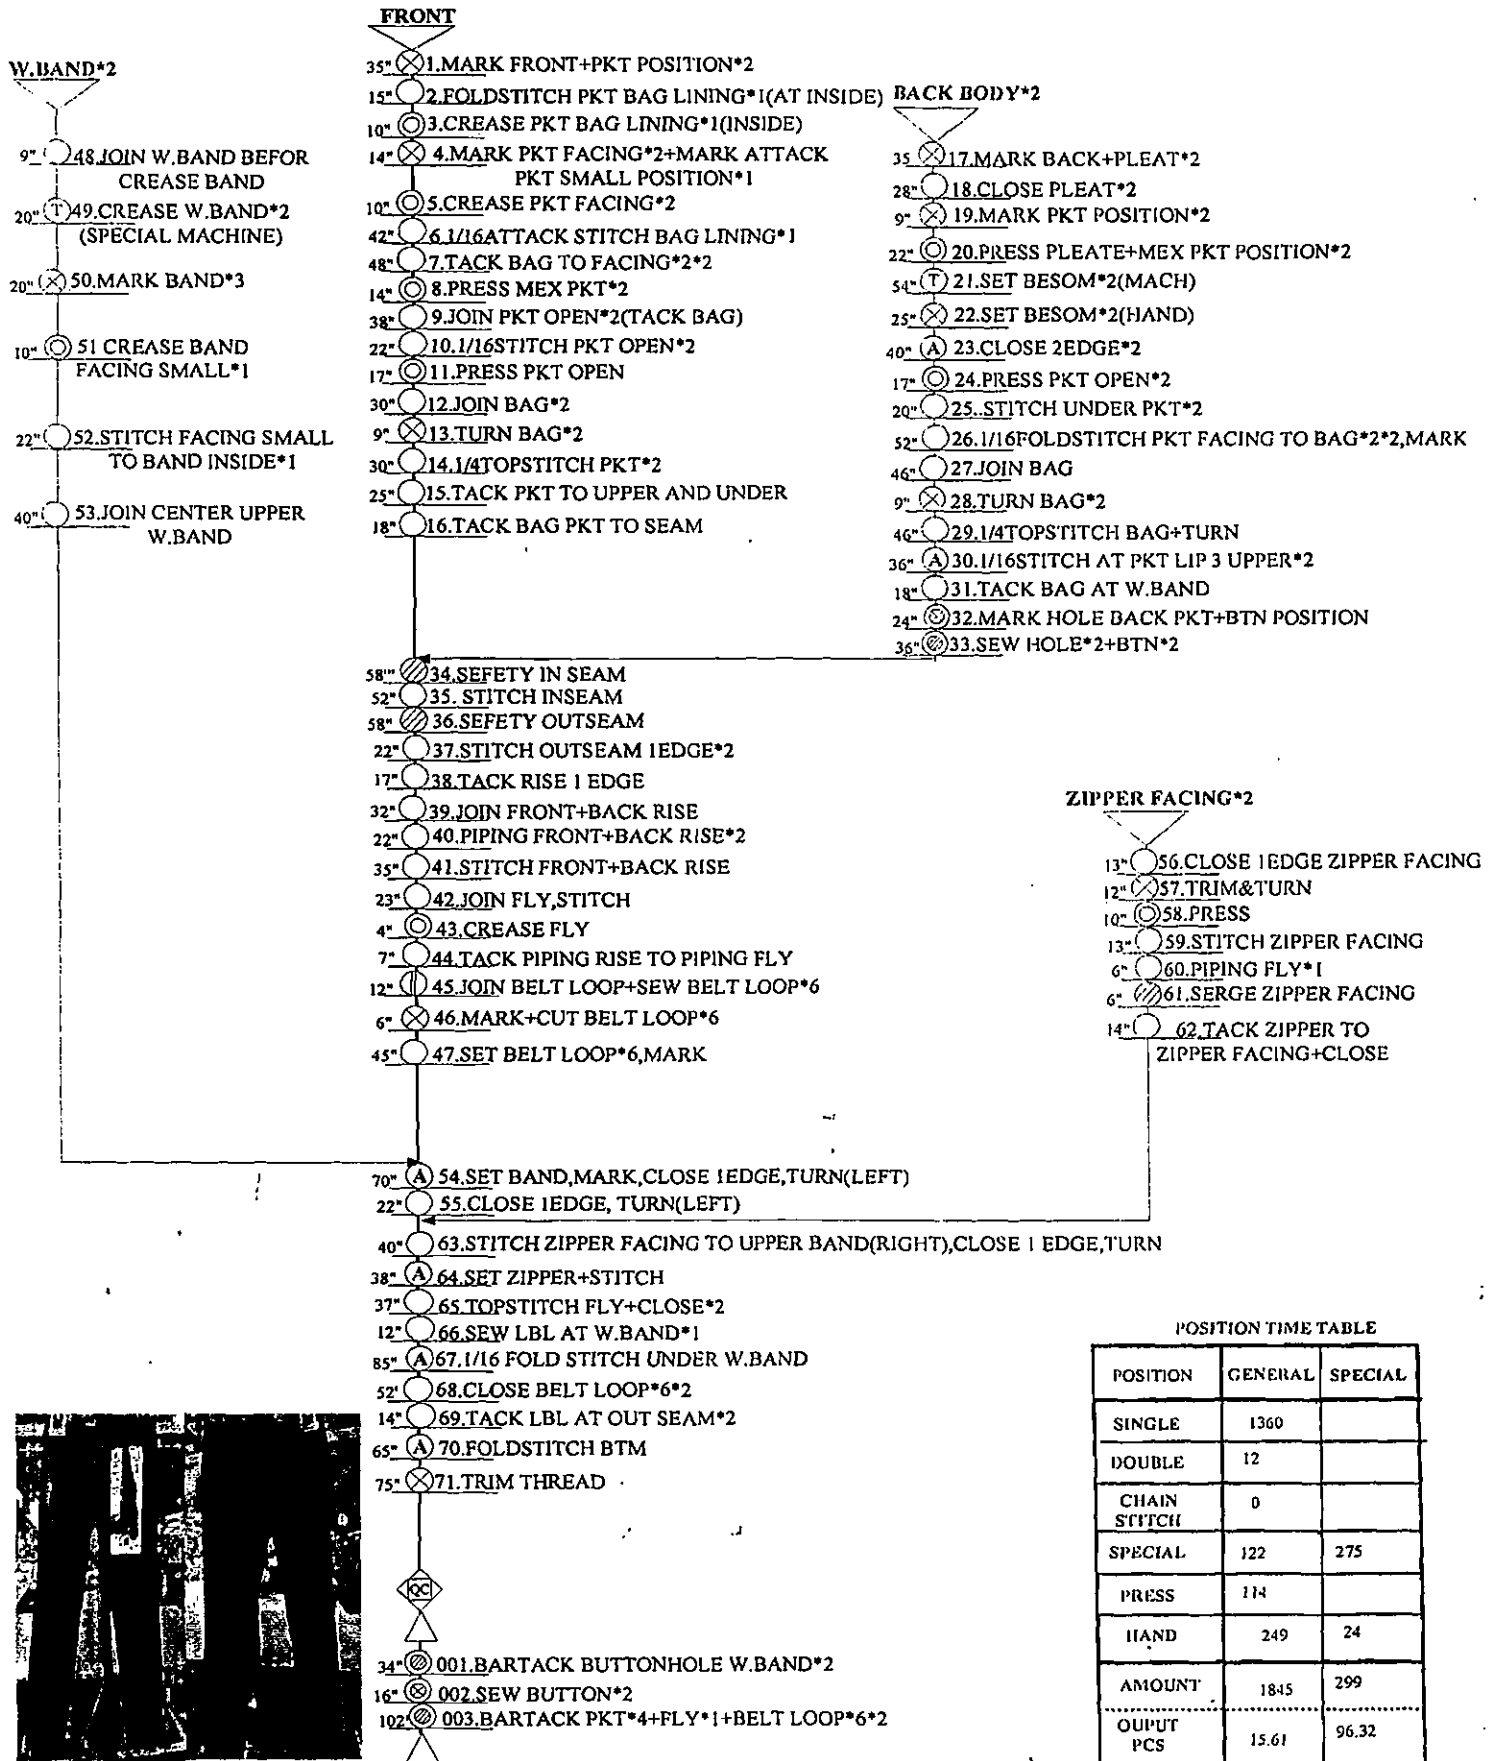 FRONT
35" 1.MARK FRONT+PKT POSITION*2
15" 2.FOLDSTITCH PKT BAG LINING*1(AT INSIDE)
10" 3.CREASE PKT BAG LINING*1(INSIDE)
14" 4.MARK PKT FACING*2+MARK ATTACK
PKT SMALL POSITION*1
10" 5.CREASE PKT FACING*2
42" 6.1/16ATTACK STITCH BAG LINING*1
48" 7.TACK BAG TO FACING*2*2
14" 8.PRESS MEX PKT*2
38" 9.JOIN PKT OPEN*2(TACK BAG)
22" 10.1/16STITCH PKT OPEN*2
17" 11.PRESS PKT OPEN
30" 12.JOIN BAG*2
9" 13.TURN BAG*2
30" 14.1/4TOPSTITCH PKT*2
25" 15.TACK PKT TO UPPER AND UNDER
18" 16.TACK BAG PKT TO SEAM
W.BAND*2
9" 48.JOIN W.BAND BEFOR
CREASE BAND
20" T 49.CREASE W.BAND*2
(SPECIAL MACHINE)
20" 50.MARK BAND*3
10" 51 CREASE BAND
FACING SMALL*1
22" 52.STITCH FACING SMALL
TO BAND INSIDE*1
40" 53.JOIN CENTER UPPER
W.BAND
BACK BODY*2
35 17.MARK BACK+PLEAT*2
28" 18.CLOSE PLEAT*2
9" 19.MARK PKT POSITION*2
22" 20.PRESS PLEATE+MEX PKT POSITION*2
54" T 21.SET BESOM*2(MACH)
25" 22.SET BESOM*2(HAND)
40" A 23.CLOSE 2EDGE*2
17" 24.PRESS PKT OPEN*2
20" 25..STITCH UNDER PKT*2
52" 26.1/16FOLDSTITCH PKT FACING TO BAG*2*2,MARK
46" 27.JOIN BAG
9" 28.TURN BAG*2
46" 29.1/4TOPSTITCH BAG+TURN
36" A 30.1/16STITCH AT PKT LIP 3 UPPER*2
18" 31.TACK BAG AT W.BAND
24" 32.MARK HOLE BACK PKT+BTN POSITION
36" 33.SEW HOLE*2+BTN*2
58" 34.SEFETY IN SEAM
52" 35. STITCH INSEAM
58" 36.SEFETY OUTSEAM
22" 37.STITCH OUTSEAM 1EDGE*2
17" 38.TACK RISE 1 EDGE
32" 39.JOIN FRONT+BACK RISE
22" 40.PIPING FRONT+BACK RISE*2
35" 41.STITCH FRONT+BACK RISE
23" 42.JOIN FLY,STITCH
4" 43.CREASE FLY
7" 44.TACK PIPING RISE TO PIPING FLY
12" 45.JOIN BELT LOOP+SEW BELT LOOP*6
6" 46.MARK+CUT BELT LOOP*6
45" 47.SET BELT LOOP*6,MARK
ZIPPER FACING*2
13" 56.CLOSE 1EDGE ZIPPER FACING
12" 57.TRIM&TURN
10" 58.PRESS
13" 59.STITCH ZIPPER FACING
6" 60.PIPING FLY*1
6" 61.SERGE ZIPPER FACING
14" 62.TACK ZIPPER TO
ZIPPER FACING+CLOSE
70" A 54.SET BAND,MARK,CLOSE 1EDGE,TURN(LEFT)
22" 55.CLOSE 1EDGE, TURN(LEFT)
40" 63.STITCH ZIPPER FACING TO UPPER BAND(RIGHT),CLOSE 1 EDGE,TURN
38" A 64.SET ZIPPER+STITCH
37" 65.TOPSTITCH FLY+CLOSE*2
12" 66.SEW LBL AT W.BAND*1
85" A 67.1/16 FOLD STITCH UNDER W.BAND
52' 68.CLOSE BELT LOOP*6*2
14" 69.TACK LBL AT OUT SEAM*2
65" A 70.FOLDSTITCH BTM
75" 71.TRIM THREAD
QC
34" 001.BARTACK BUTTONHOLE W.BAND*2
16" 002.SEW BUTTON*2
102" 003.BARTACK PKT*4+FLY*1+BELT LOOP*6*2
POSITION TIME TABLE
POSITION GENERAL SPECIAL
SINGLE 1360
DOUBLE 12
CHAIN STITCH 0
SPECIAL 122 275
PRESS 114
HAND 249 24
AMOUNT 1845 299
OUPUT PCS 15.61 96.32